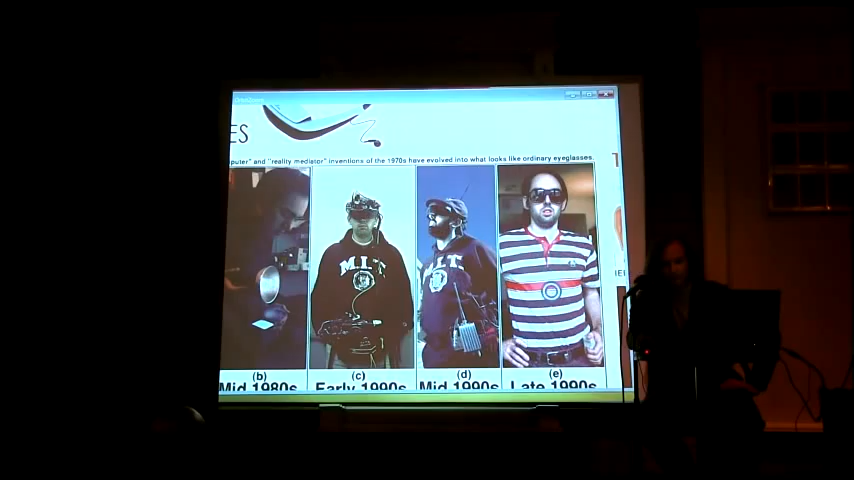 ES
puter" and "reality mediator" inventions of the 1970s have evolved into what looks like ordinary eyeglasses.
M.I.T.
M.I.T.
(b) (c) (d) (e)
Mid 1980s Early 1990s Mid 1990s Late 1990s